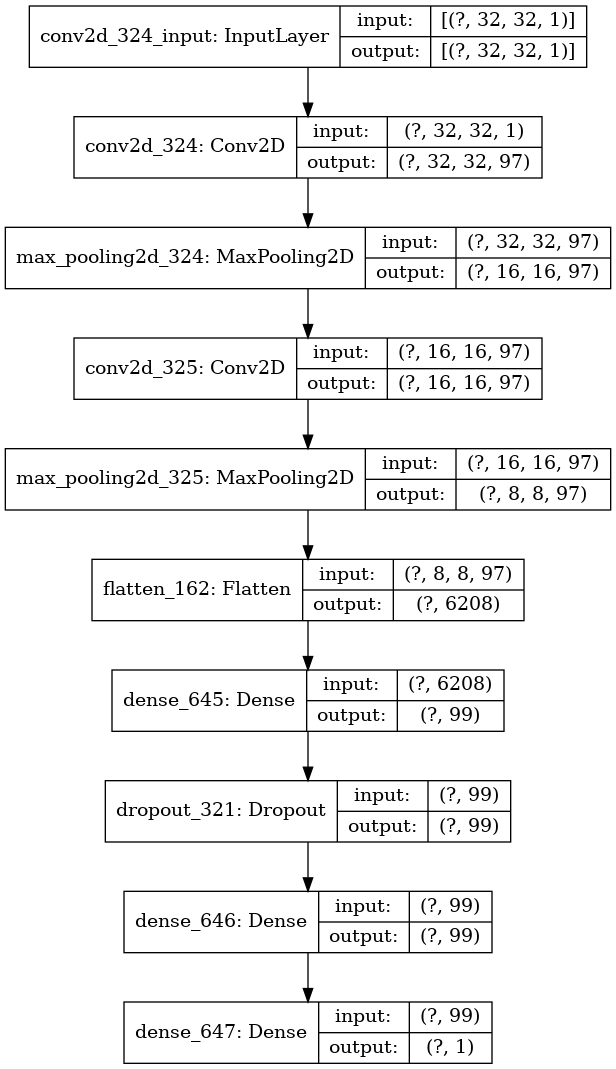 conv2d_324_input: InputLayer
input: [(?, 32, 32, 1)]
output: [(?, 32, 32, 1)]
conv2d_324: Conv2D
input: (?, 32, 32, 1)
output: (?, 32, 32, 97)
max_pooling2d_324: MaxPooling2D
input: (?, 32, 32, 97)
output: (?, 16, 16, 97)
conv2d_325: Conv2D
input: (?, 16, 16, 97)
output: (?, 16, 16, 97)
max_pooling2d_325: MaxPooling2D
input: (?, 16, 16, 97)
output: (?, 8, 8, 97)
flatten_162: Flatten
input: (?, 8, 8, 97)
output: (?, 6208)
dense_645: Dense
input: (?, 6208)
output: (?, 99)
dropout_321: Dropout
input: (?, 99)
output: (?, 99)
dense_646: Dense
input: (?, 99)
output: (?, 99)
dense_647: Dense
input: (?, 99)
output: (?, 1)